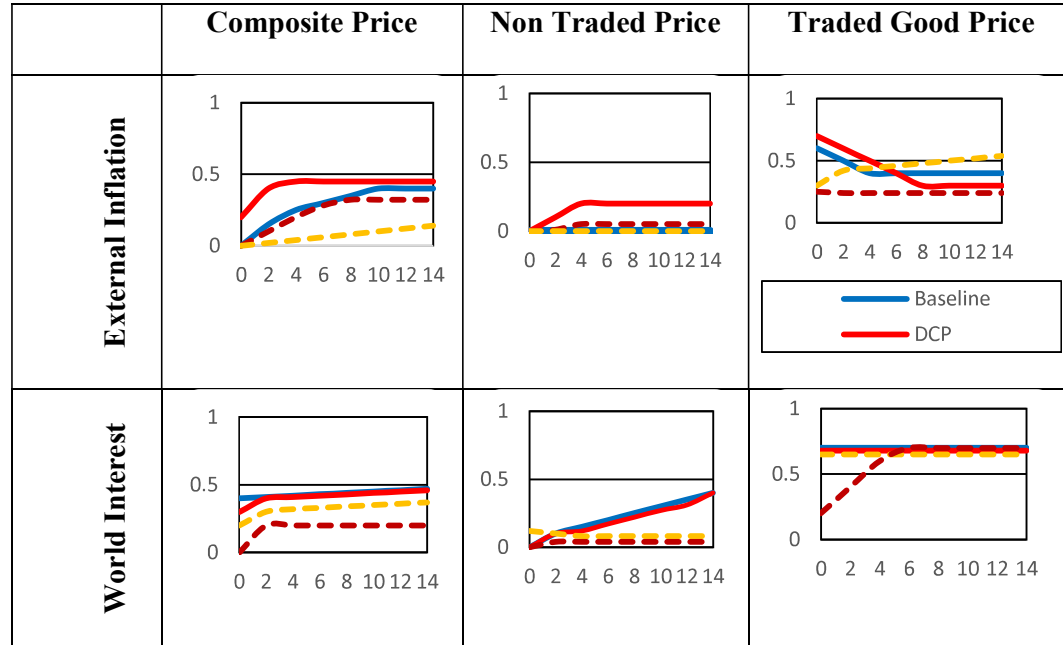 Composite Price
Non Traded Price
Traded Good Price
External Inflation
1
0.5
0
0 2 4 6 8 10 12 14
1
0.5
0
0 2 4 6 8 10 12 14
1
0.5
0
0 2 4 6 8 10 12 14
Baseline
DCP
World Interest
1
0.5
0
0 2 4 6 8 10 12 14
1
0.5
0
0 2 4 6 8 10 12 14
1
0.5
0
0 2 4 6 8 10 12 14